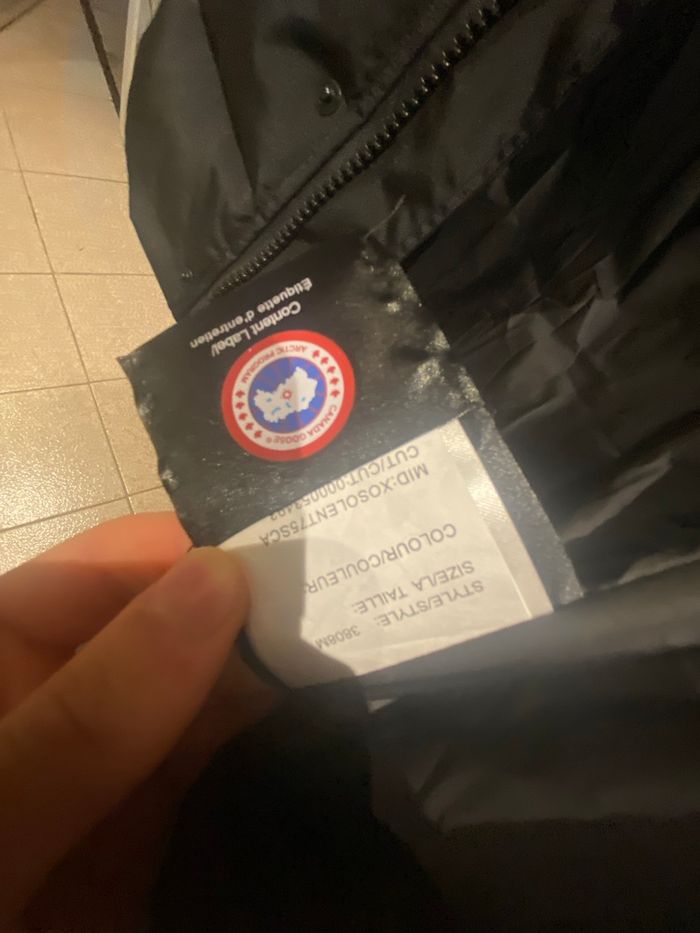 Content Label/
Étiquette d'entretien
ARCTIC PROGRAM
CANADA GOOSE®
STYLE/STYLE: 3808M
SIZE/LA TAILLE:
COLOUR/COULEUR:
MID:XOSOLENT75SCA
CUT/CUT:000053492